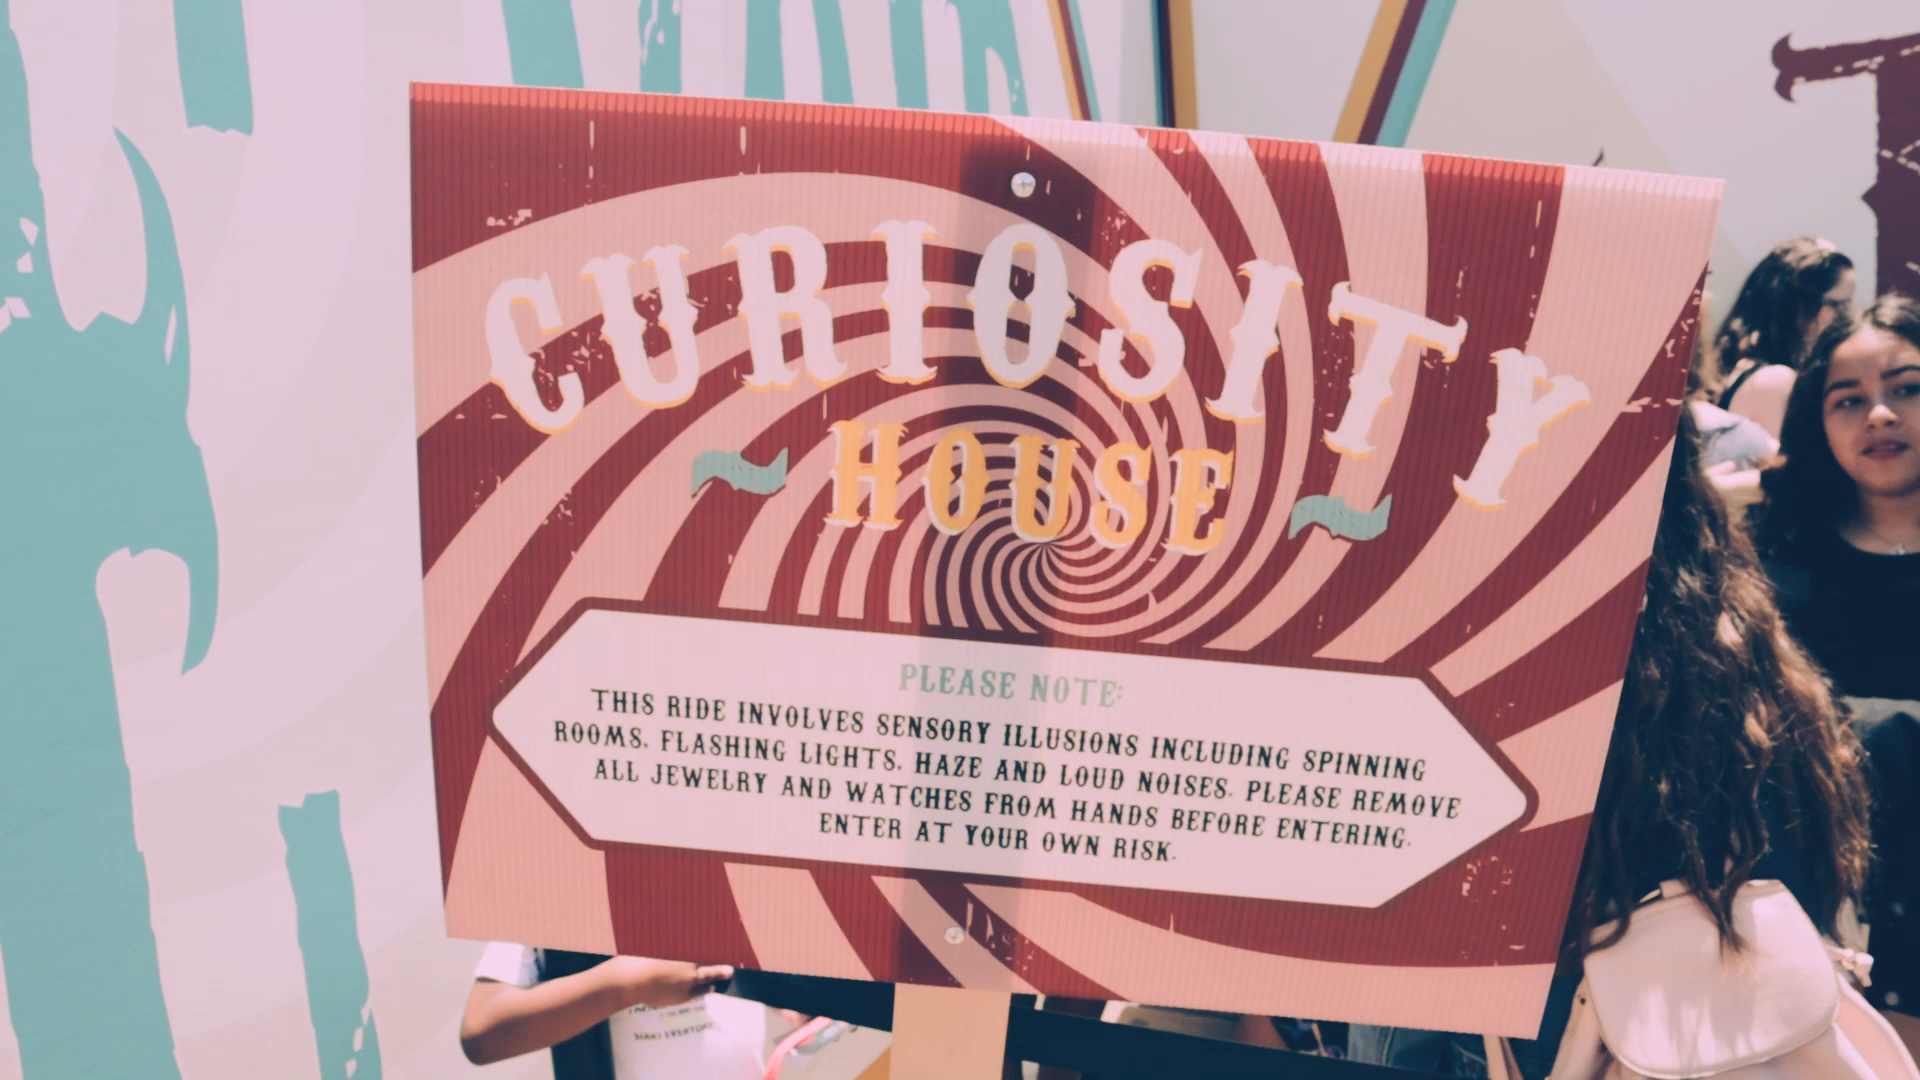 CURIOSITY
HOUSE
PLEASE NOTE:
THIS RIDE INVOLVES SENSORY ILLUSIONS INCLUDING SPINNING
ROOMS, FLASHING LIGHTS, HAZE AND LOUD NOISES. PLEASE REMOVE
ALL JEWELRY AND WATCHES FROM HANDS BEFORE ENTERING.
ENTER AT YOUR OWN RISK.